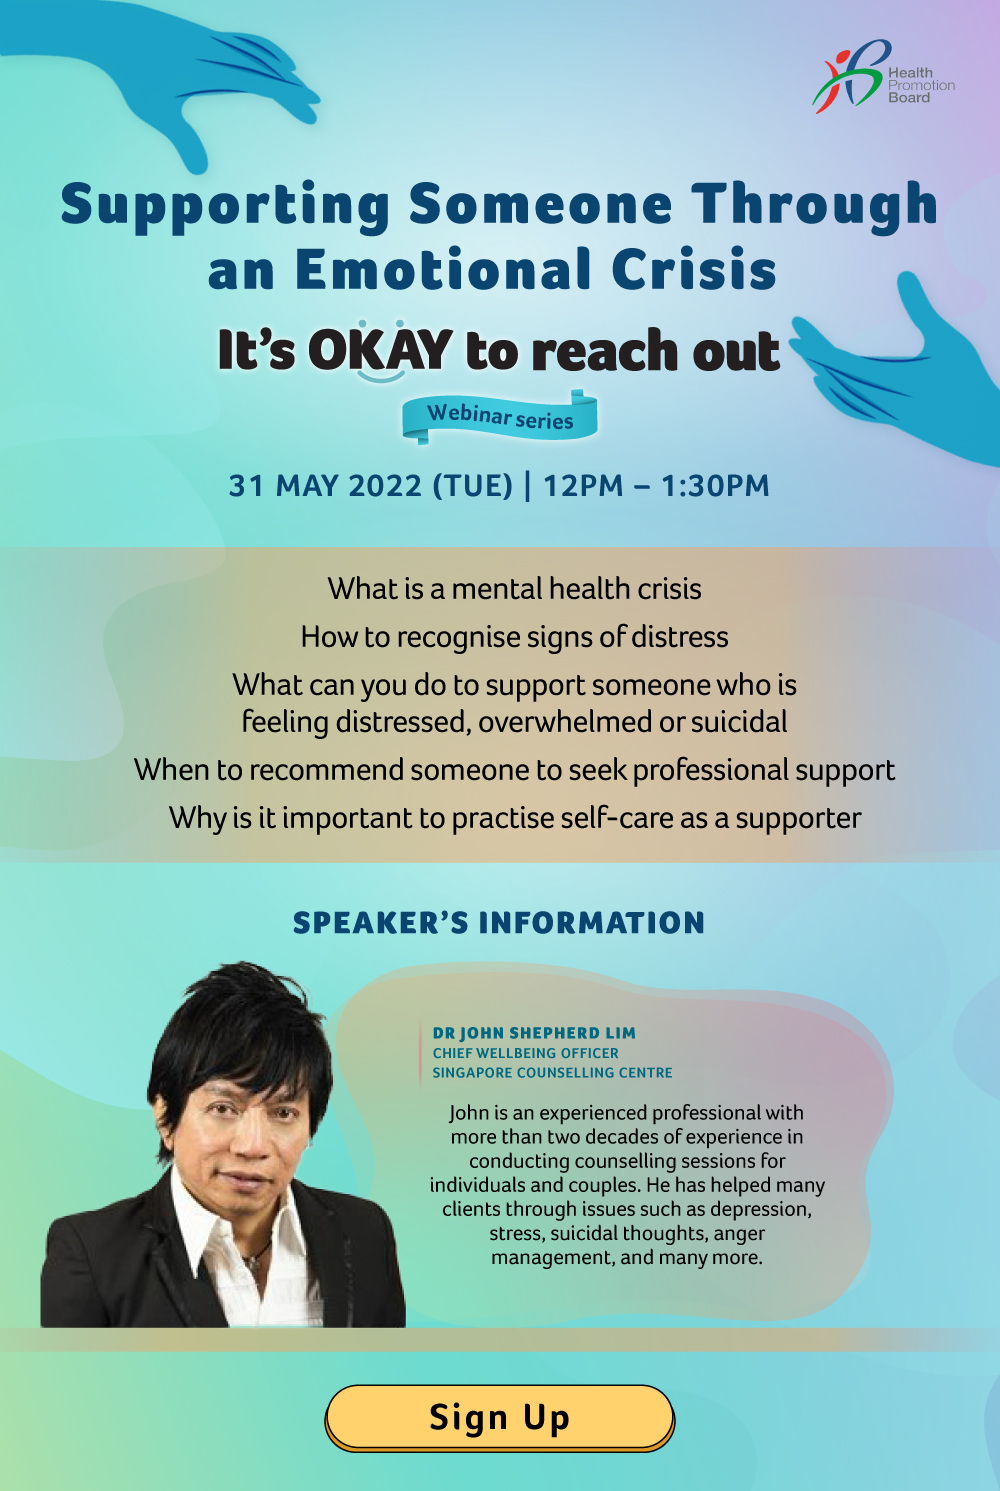 Health
Promotion
Board
Supporting Someone Through
an Emotional Crisis
It's OKAY to reach out
Webinar series
31 MAY 2022 (TUE) | 12PM – 1:30PM
What is a mental health crisis
How to recognise signs of distress
What can you do to support someone who is
feeling distressed, overwhelmed or suicidal
When to recommend someone to seek professional support
Why is it important to practise self-care as a supporter
SPEAKER'S INFORMATION
DR JOHN SHEPHERD LIM
CHIEF WELLBEING OFFICER
SINGAPORE COUNSELLING CENTRE
John is an experienced professional with
more than two decades of experience in
conducting counselling sessions for
individuals and couples. He has helped many
clients through issues such as depression,
stress, suicidal thoughts, anger
management, and many more.
Sign Up